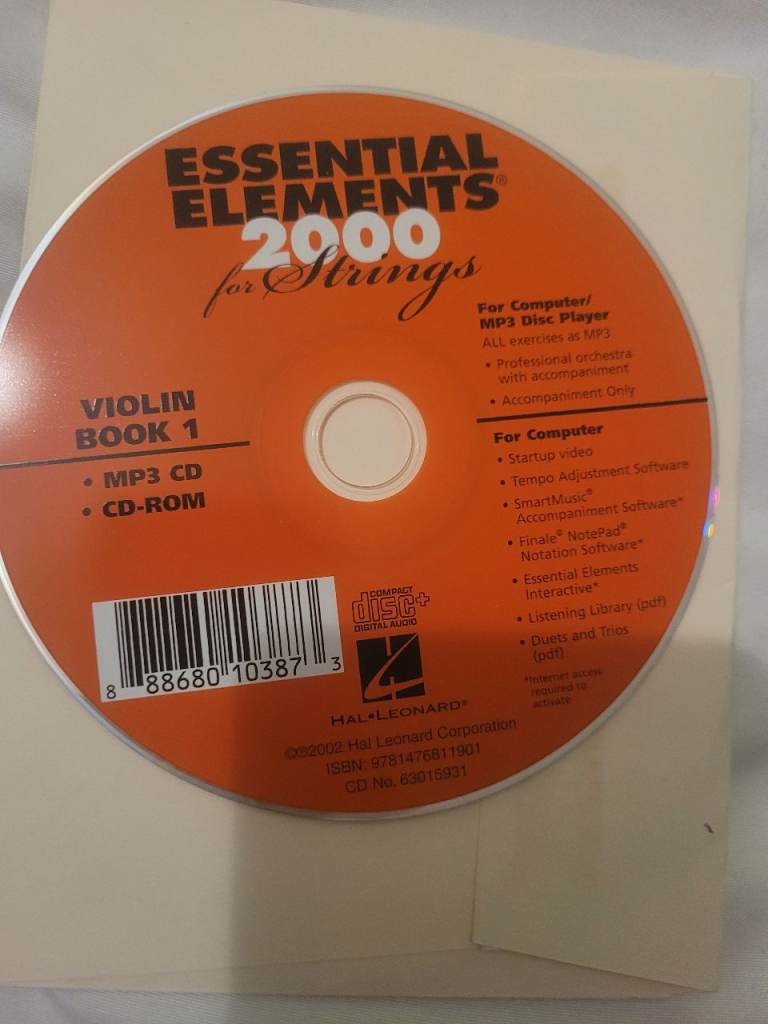 ESSENTIAL
ELEMENTS®
2000
for Strings
VIOLIN
BOOK 1
• MP3 CD
• CD-ROM
For Computer/
MP3 Disc Player
ALL exercises as MP3
• Professional orchestra
with accompaniment
• Accompaniment Only
For Computer
• Startup video
• Tempo Adjustment Software
• SmartMusic®
Accompaniment Software*
• Finale® NotePad®
Notation Software*
• Essential Elements
Interactive*
• Listening Library (pdf)
• Duets and Trios
(pdf)
*Internet access
required to
activate
8 88680 10387 3
COMPACT
disc+
DIGITAL AUDIO
HAL•LEONARD®
©℗2002 Hal Leonard Corporation
ISBN: 9781476811901
CD No. 63015931